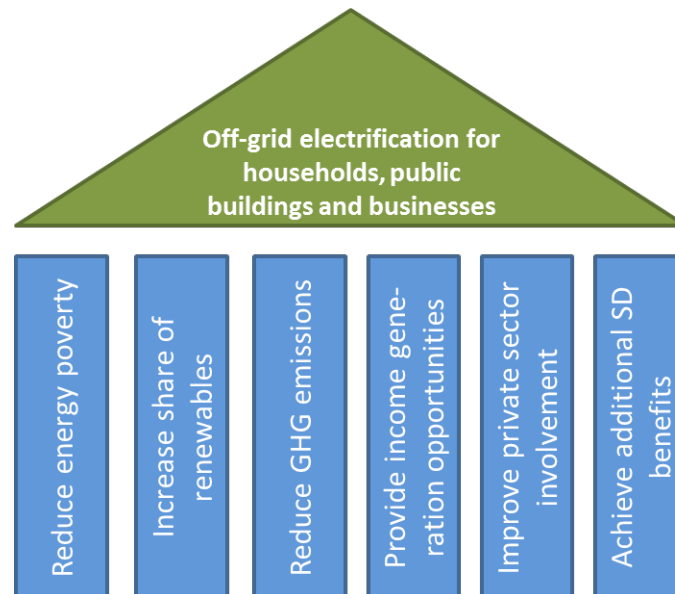 Off-grid electrification for
households, public
buildings and businesses
Reduce energy poverty
Increase share of
renewables
Reduce GHG emissions
Provide income gene-
ration opportunities
Improve private sector
involvement
Achieve additional SD
benefits